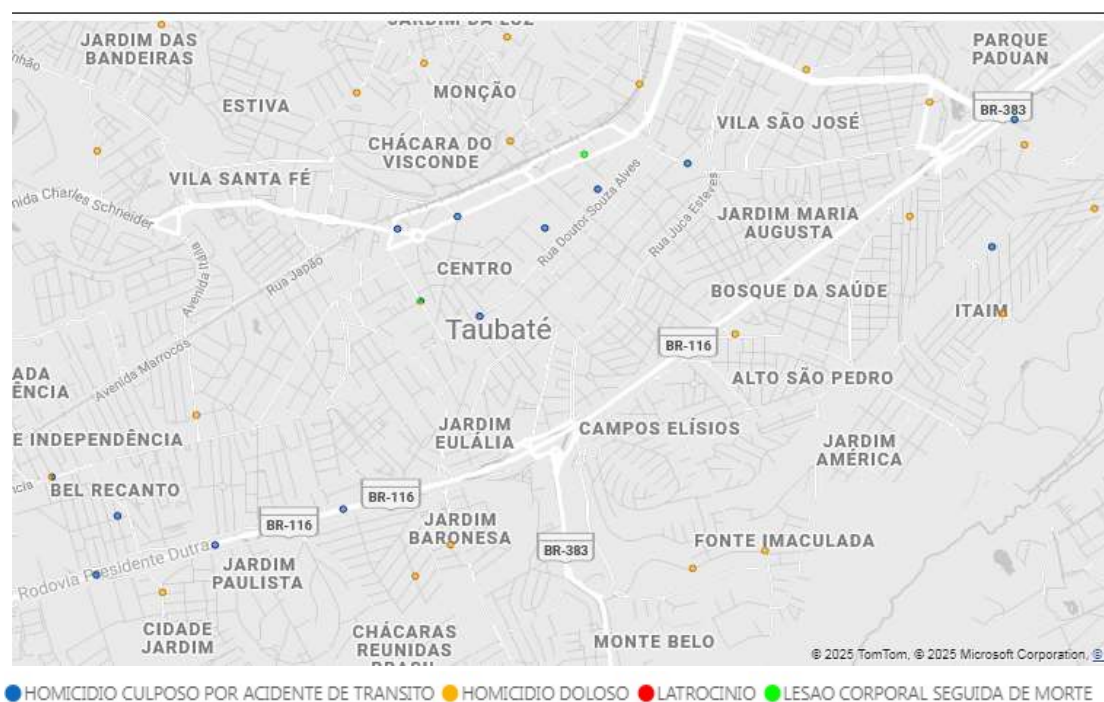 JARDIM DA LUZ
JARDIM DAS
BANDEIRAS
PARQUE
PADUAN
MONÇÃO
ESTIVA
BR-383
VILA SÃO JOSÉ
CHÁCARA DO
VISCONDE
VILA SANTA FÉ
nida Charles Schneider
Rua Doutor Souza Alves
Rua Juca Esteves
JARDIM MARIA
AUGUSTA
Avenida Itália
Rua Japão
CENTRO
BOSQUE DA SAÚDE
ITAIM
Taubaté
BR-116
Avenida Marrocos
ADA
ÊNCIA
ALTO SÃO PEDRO
JARDIM
EULÁLIA
CAMPOS ELÍSIOS
E INDEPENDÊNCIA
JARDIM
AMÉRICA
ncia
BEL RECANTO
BR-116
BR-116
JARDIM
BARONESA
BR-383
FONTE IMACULADA
Rodovia Presidente Dutra
JARDIM
PAULISTA
CIDADE
JARDIM
CHÁCARAS
REUNIDAS
BRASIL
MONTE BELO
© 2025 TomTom, © 2025 Microsoft Corporation, ©
HOMICIDIO CULPOSO POR ACIDENTE DE TRANSITO HOMICIDIO DOLOSO LATROCINIO LESAO CORPORAL SEGUIDA DE MORTE